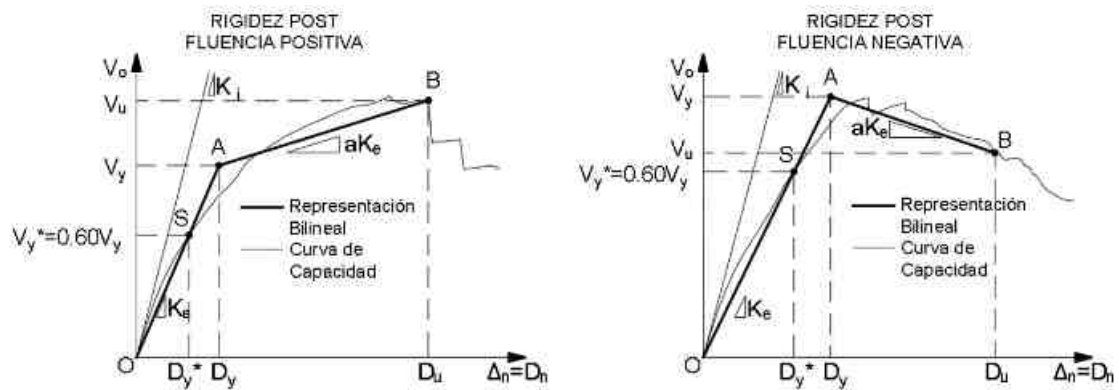 RIGIDEZ POST
FLUENCIA POSITIVA
Vo
Ki
B
Vu
A
aKe
Vy
S
Vy*=0.60Vy
Representación
Bilineal
Curva de
Capacidad
Ke
O
Dy* Dy Du Δn=Dn
RIGIDEZ POST
FLUENCIA NEGATIVA
Vo
A
Ki
Vy
aKe
B
Vu
S
Vy*=0.60Vy
Representación
Bilineal
Curva de
Capacidad
Ke
O
Dy* Dy Du Δn=Dn